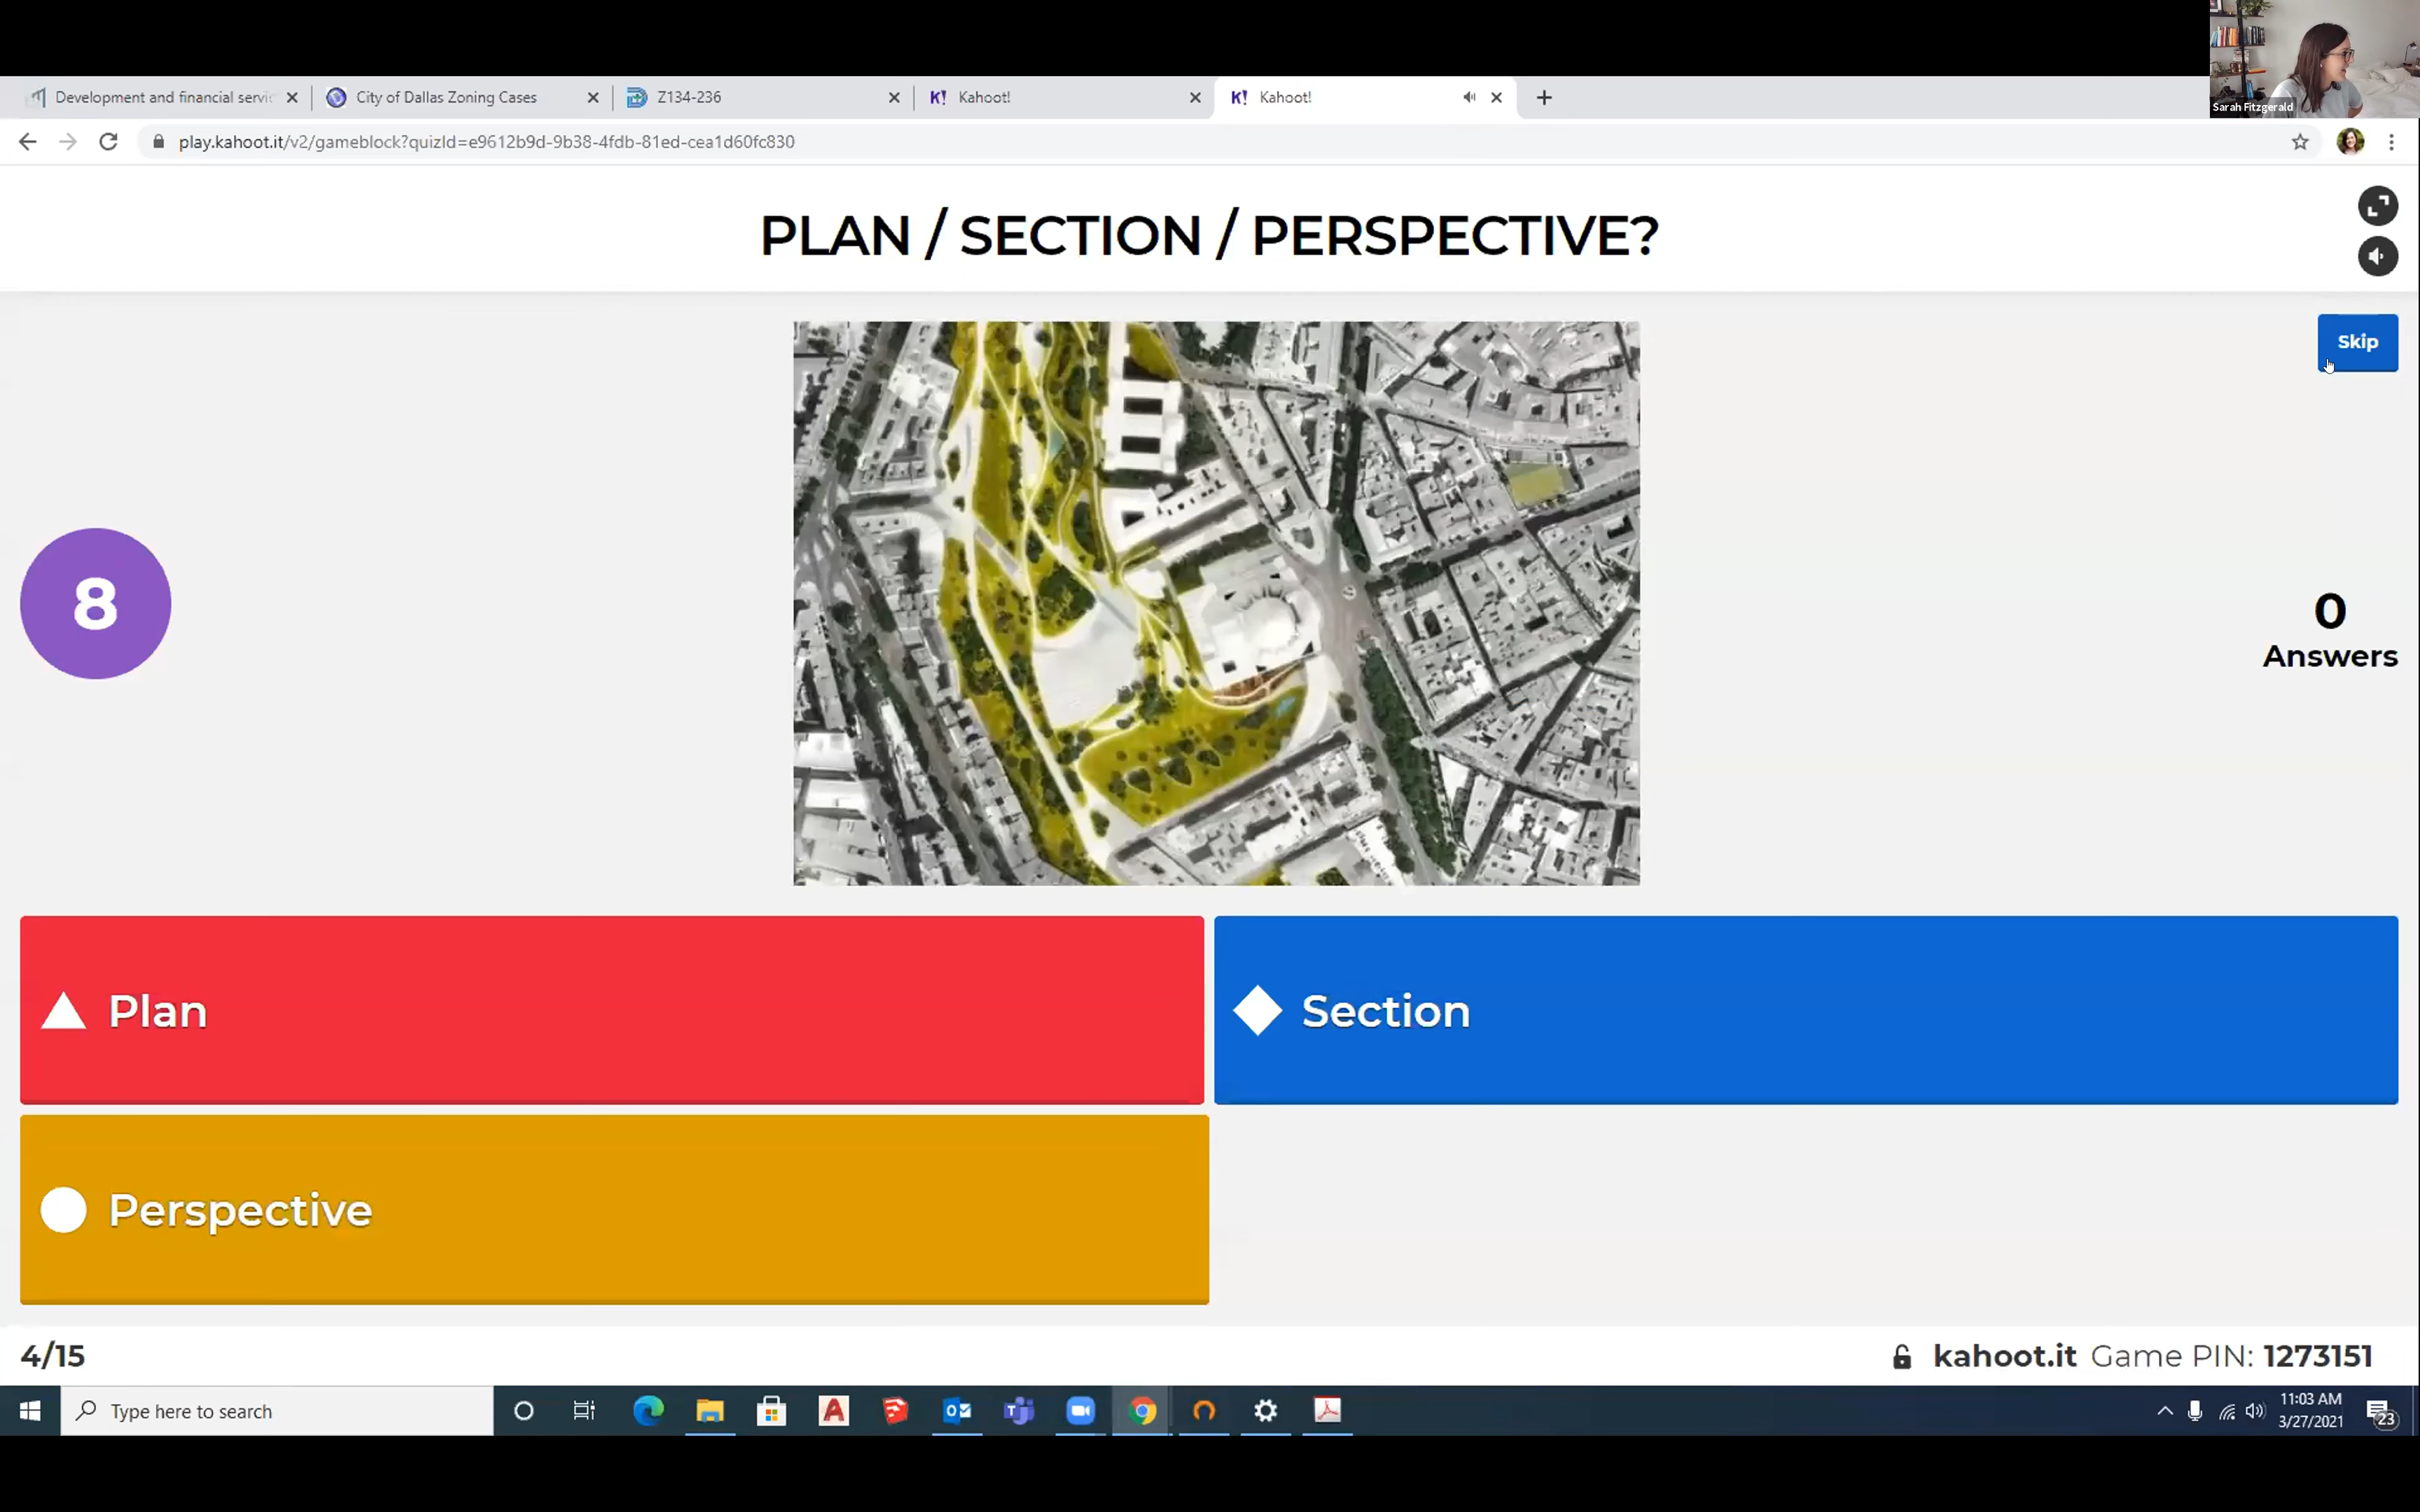 Sarah Fitzgerald
Development and financial servi
City of Dallas Zoning Cases
Z134-236
K! Kahoot!
K! Kahoot!
play.kahoot.it/v2/gameblock?quizId=e9612b9d-9b38-4fdb-81ed-cea1d60fc830
PLAN / SECTION / PERSPECTIVE?
Skip
8
0
Answers
Plan
Section
Perspective
4/15
kahoot.it Game PIN: 1273151
Type here to search
11:03 AM
3/27/2021
23